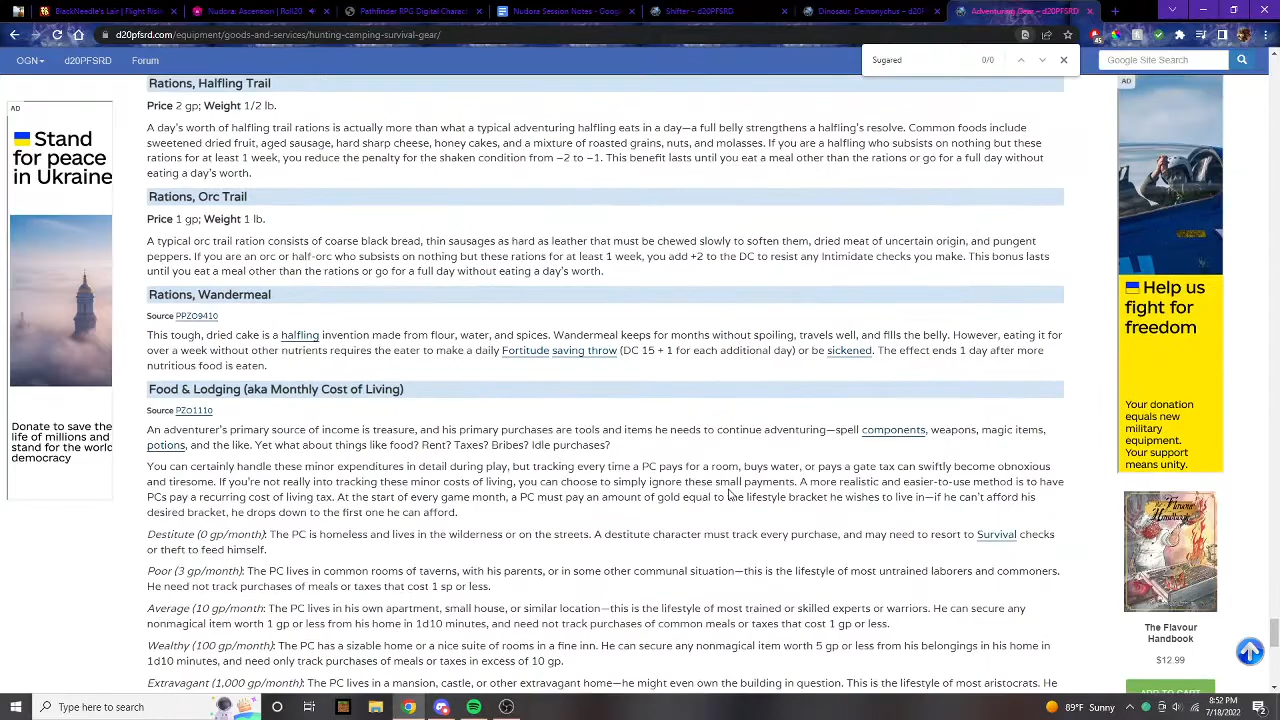 BlackNeedle's Lair | Flight Risk
Nudora: Ascension | Roll20
Pathfinder RPG Digital Charact
Nudora Session Notes - Googl
Shifter – d20PFSRD
Dinosaur, Deinonychus – d20PF
Adventuring Gear – d20PFSRD
d20pfsrd.com/equipment/goods-and-services/hunting-camping-survival-gear/
45
Sugared 0/0
OGN d20PFSRD Forum
Google Site Search
Rations, Halfling Trail
Price 2 gp; Weight 1/2 lb.
A day's worth of halfling trail rations is actually more than what a typical adventuring halfling eats in a day—a full belly strengthens a halfling's resolve. Common foods include
sweetened dried fruit, aged sausage, hard sharp cheese, honey cakes, and a mixture of roasted grains, nuts, and molasses. If you are a halfling who subsists on nothing but these
rations for at least 1 week, you reduce the penalty for the shaken condition from –2 to –1. This benefit lasts until you eat a meal other than the rations or go for a full day without
eating a day's worth.
Rations, Orc Trail
Price 1 gp; Weight 1 lb.
A typical orc trail ration consists of coarse black bread, thin sausages as hard as leather that must be chewed slowly to soften them, dried meat of uncertain origin, and pungent
peppers. If you are an orc or half-orc who subsists on nothing but these rations for at least 1 week, you add +2 to the DC to resist any Intimidate checks you make. This bonus lasts
until you eat a meal other than the rations or go for a full day without eating a day's worth.
Rations, Wandermeal
Source PPZO9410
This tough, dried cake is a halfling invention made from flour, water, and spices. Wandermeal keeps for months without spoiling, travels well, and fills the belly. However, eating it for
over a week without other nutrients requires the eater to make a daily Fortitude saving throw (DC 15 + 1 for each additional day) or be sickened. The effect ends 1 day after more
nutritious food is eaten.
Food & Lodging (aka Monthly Cost of Living)
Source PZO1110
An adventurer's primary source of income is treasure, and his primary purchases are tools and items he needs to continue adventuring—spell components, weapons, magic items,
potions, and the like. Yet what about things like food? Rent? Taxes? Bribes? Idle purchases?
You can certainly handle these minor expenditures in detail during play, but tracking every time a PC pays for a room, buys water, or pays a gate tax can swiftly become obnoxious
and tiresome. If you're not really into tracking these minor costs of living, you can choose to simply ignore these small payments. A more realistic and easier-to-use method is to have
PCs pay a recurring cost of living tax. At the start of every game month, a PC must pay an amount of gold equal to the lifestyle bracket he wishes to live in—if he can't afford his
desired bracket, he drops down to the first one he can afford.
Destitute (0 gp/month): The PC is homeless and lives in the wilderness or on the streets. A destitute character must track every purchase, and may need to resort to Survival checks
or theft to feed himself.
Poor (3 gp/month): The PC lives in common rooms of taverns, with his parents, or in some other communal situation—this is the lifestyle of most untrained laborers and commoners.
He need not track purchases of meals or taxes that cost 1 sp or less.
Average (10 gp/month: The PC lives in his own apartment, small house, or similar location—this is the lifestyle of most trained or skilled experts or warriors. He can secure any
nonmagical item worth 1 gp or less from his home in 1d10 minutes, and need not track purchases of common meals or taxes that cost 1 gp or less.
Wealthy (100 gp/month): The PC has a sizable home or a nice suite of rooms in a fine inn. He can secure any nonmagical item worth 5 gp or less from his belongings in his home in
1d10 minutes, and need only track purchases of meals or taxes in excess of 10 gp.
Extravagant (1,000 gp/month): The PC lives in a mansion, castle, or other extravagant home—he might even own the building in question. This is the lifestyle of most aristocrats. He
AD
Stand
for peace
in Ukraine
Donate to save the
life of millions and
stand for the world
democracy
AD
Help us
fight for
freedom
Your donation
equals new
military
equipment.
Your support
means unity.
The Flavour
Handbook
The Flavour
Handbook
$12.99
ADD TO CART
Type here to search
89°F Sunny
8:52 PM
7/18/2022
2